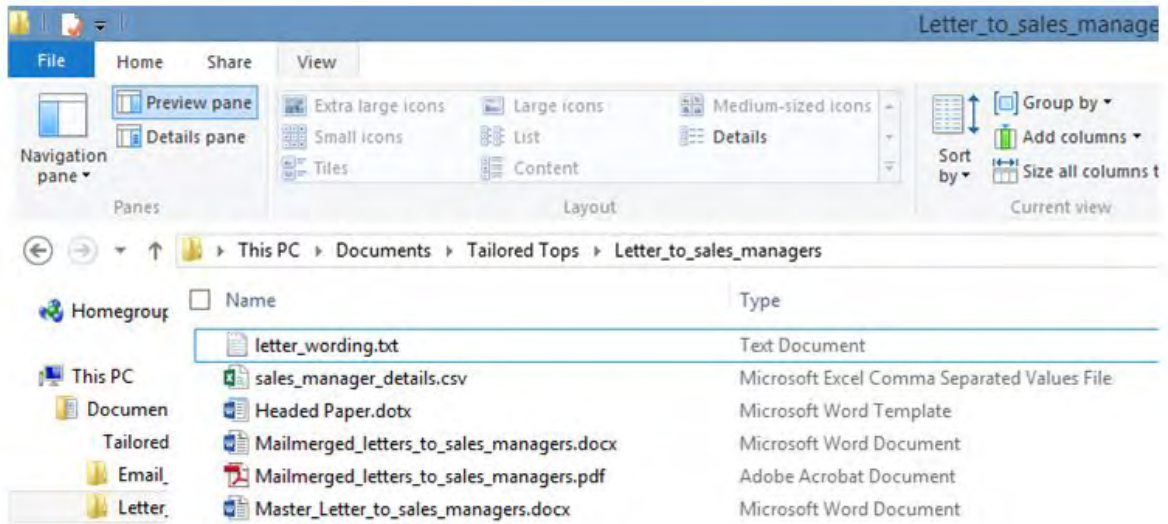 Letter_to_sales_manage
File Home Share View
Preview pane Extra large icons Large icons Medium-sized icons Group by
Details pane Small icons List Details Add columns
Navigation pane Tiles Content Sort by Size all columns t
Panes Layout Current view
This PC Documents Tailored Tops Letter_to_sales_managers
Homegroup Name Type
letter_wording.txt Text Document
This PC sales_manager_details.csv Microsoft Excel Comma Separated Values File
Documen Headed Paper.dotx Microsoft Word Template
Tailored Mailmerged_letters_to_sales_managers.docx Microsoft Word Document
Email_ Mailmerged_letters_to_sales_managers.pdf Adobe Acrobat Document
Letter_ Master_Letter_to_sales_managers.docx Microsoft Word Document